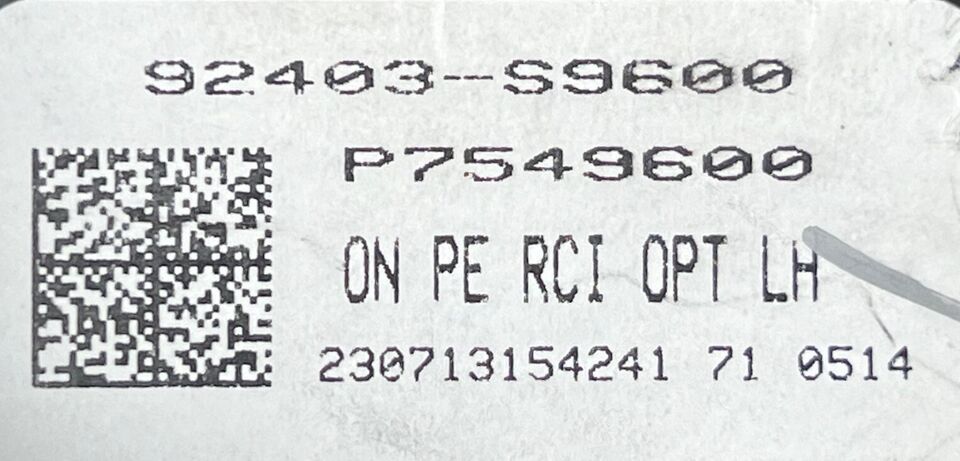 92403-S9600
P7549600
ON PE RCI OPT LH
230713154241 71 0514